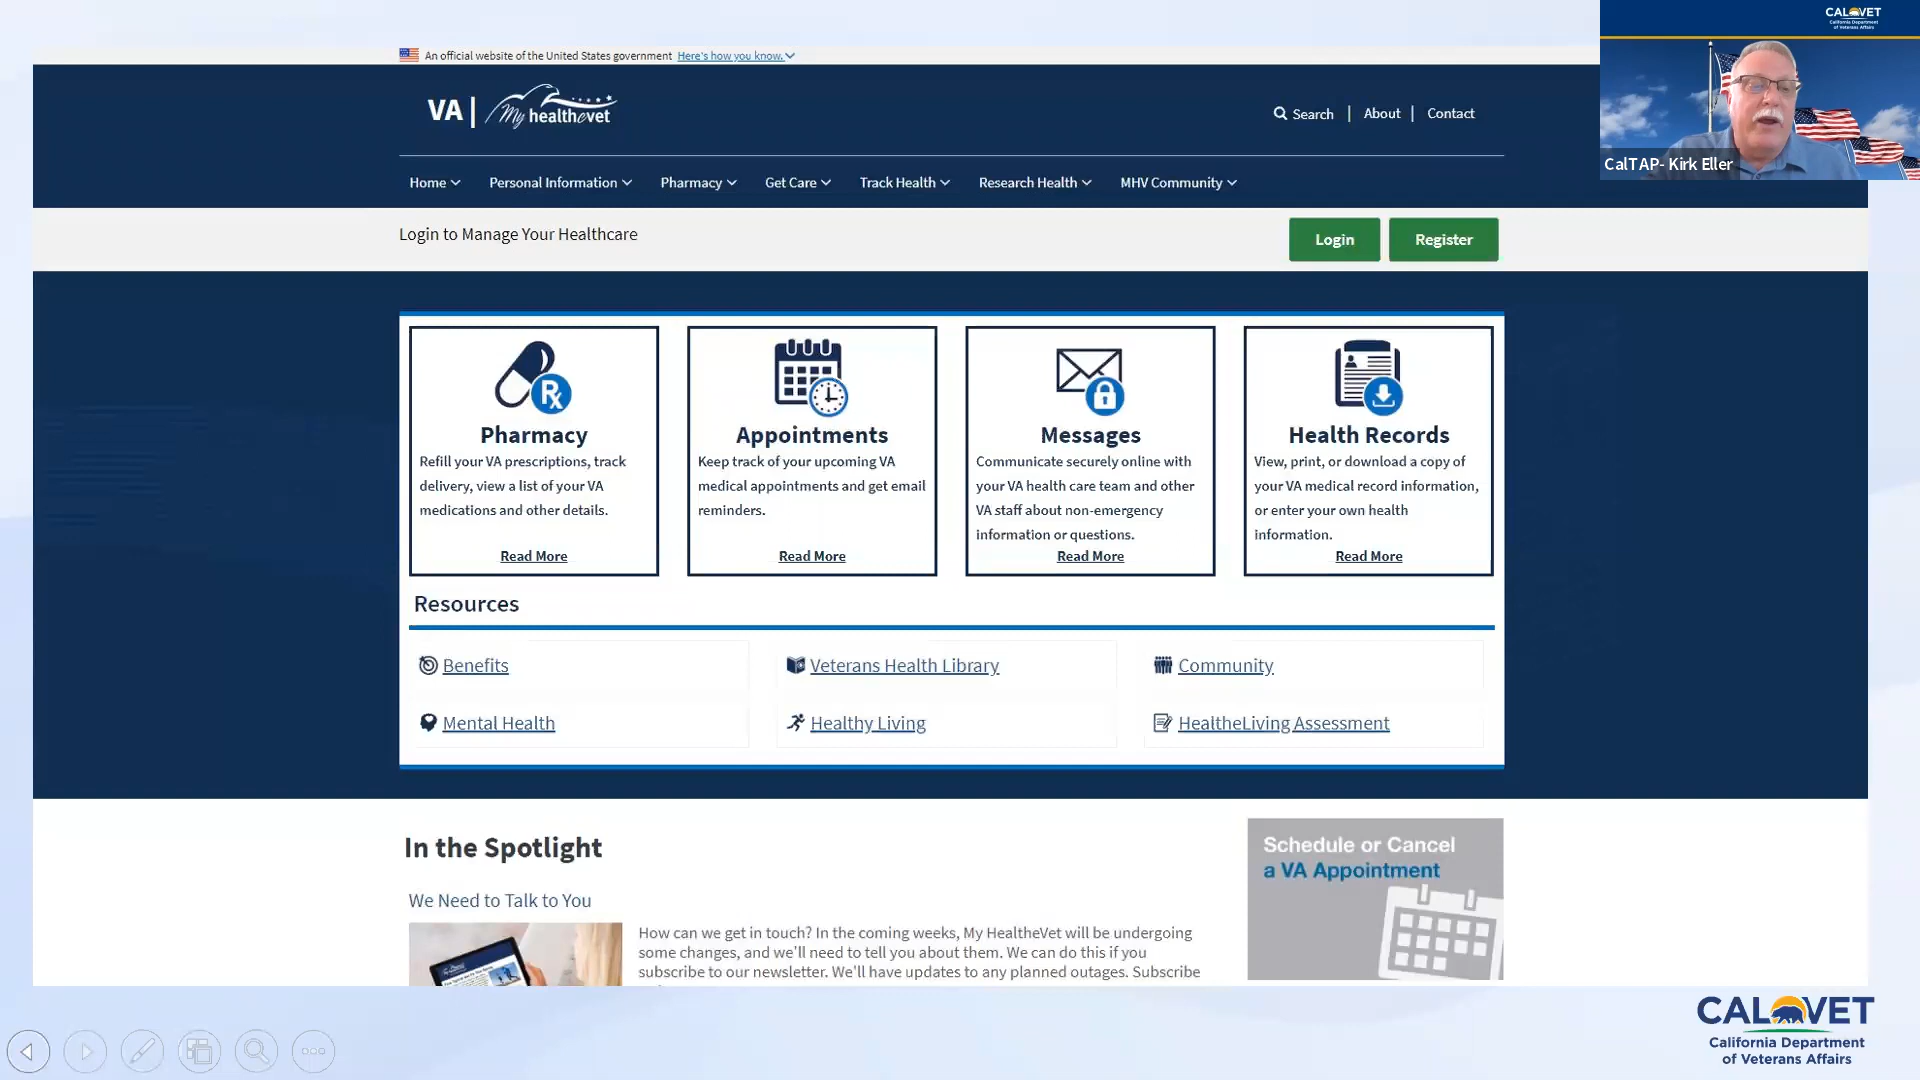 An official website of the United States government Here's how you know.
VA | My healthevet
Search | About | Contact
Home Personal Information Pharmacy Get Care Track Health Research Health MHV Community
Login to Manage Your Healthcare
Login Register
CALVET
California Department
of Veterans Affairs
CalTAP- Kirk Eller
Rx
Pharmacy
Refill your VA prescriptions, track
delivery, view a list of your VA
medications and other details.
Read More
Appointments
Keep track of your upcoming VA
medical appointments and get email
reminders.
Read More
Messages
Communicate securely online with
your VA health care team and other
VA staff about non-emergency
information or questions.
Read More
Health Records
View, print, or download a copy of
your VA medical record information,
or enter your own health
information.
Read More
Resources
Benefits
Veterans Health Library
Community
Mental Health
Healthy Living
HealtheLiving Assessment
In the Spotlight
We Need to Talk to You
How can we get in touch? In the coming weeks, My HealtheVet will be undergoing
some changes, and we'll need to tell you about them. We can do this if you
subscribe to our newsletter. We'll have updates to any planned outages. Subscribe
Schedule or Cancel
a VA Appointment
CALVET
California Department
of Veterans Affairs